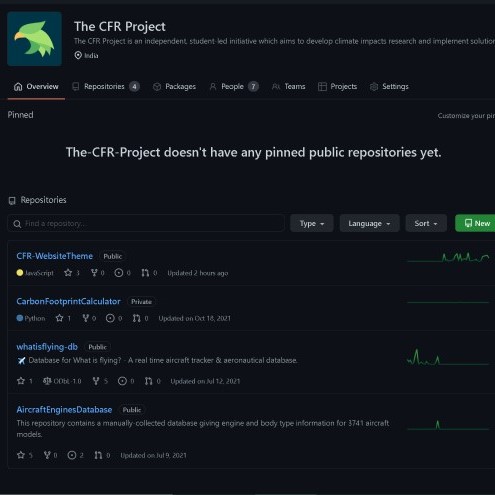 The CFR Project
The CFR Project is an independent, student-led initiative which aims to develop climate impacts research and implement solution
India
Overview Repositories 4 Packages People 7 Teams Projects Settings
Pinned Customize your pin
The-CFR-Project doesn't have any pinned public repositories yet.
Repositories
Find a repository... Type Language Sort New
CFR-WebsiteTheme Public
JavaScript 3 0 0 0 Updated 2 hours ago
CarbonFootprintCalculator Private
Python 1 0 0 0 Updated on Oct 18, 2021
whatisflying-db Public
Database for What is flying? - A real time aircraft tracker & aeronautical database.
1 ODbL-1.0 5 0 0 Updated on Jul 12, 2021
AircraftEnginesDatabase Public
This repository contains a manually-collected database giving engine and body type information for 3741 aircraft
models.
5 0 2 0 Updated on Jul 9, 2021